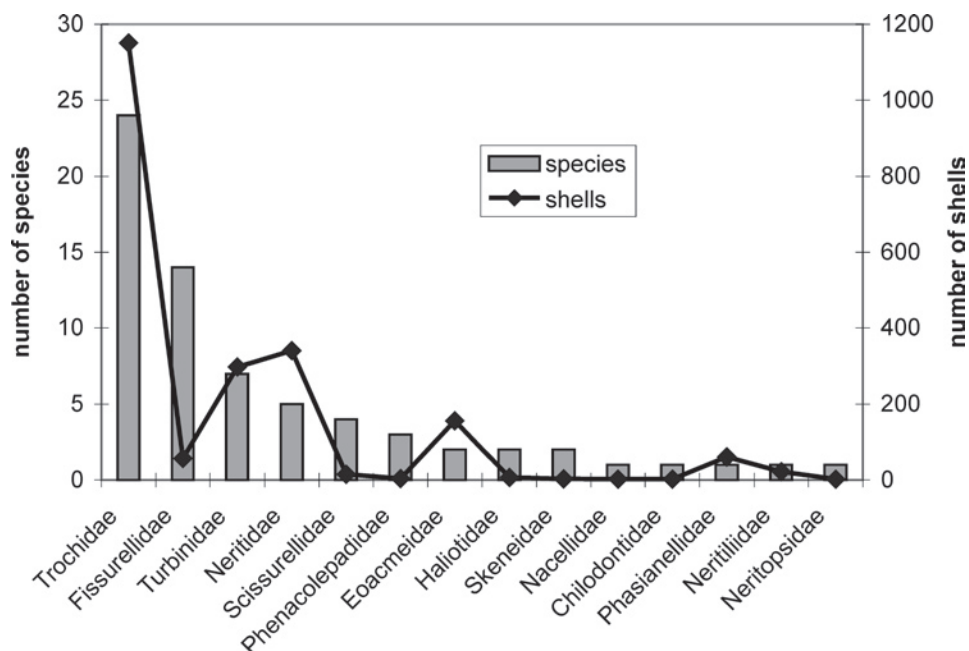 30
25
20
15
10
5
0
number of species
1200
1000
800
600
400
200
0
number of shells
species
shells
Trochidae
Fissurellidae
Turbinidae
Neritidae
Scissurellidae
Phenacolepadidae
Eoacmeidae
Haliotidae
Skeneidae
Nacellidae
Chilodontidae
Phasianellidae
Neritiliidae
Neritopsidae